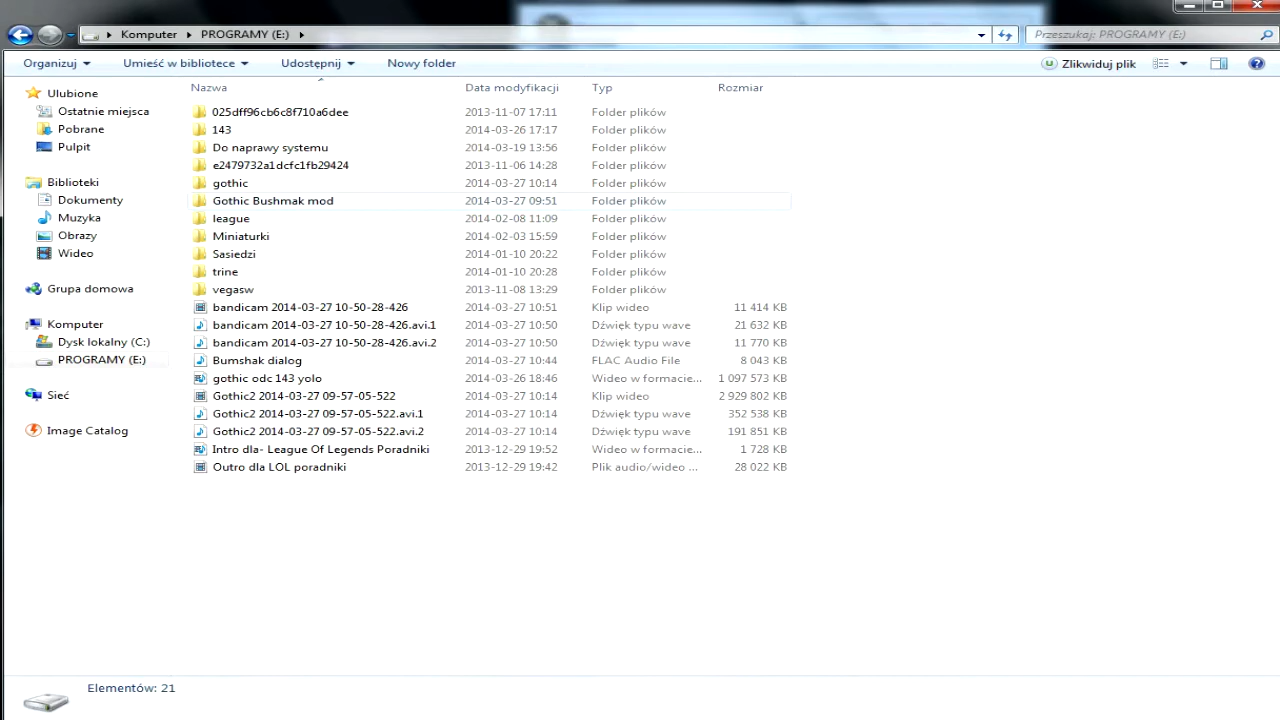 Komputer PROGRAMY (E:) Przeszukaj: PROGRAMY (E:)
Organizuj Umieść w bibliotece Udostępnij Nowy folder Zlikwiduj plik
Nazwa Data modyfikacji Typ Rozmiar
Ulubione
Ostatnie miejsca
Pobrane
Pulpit
Biblioteki
Dokumenty
Muzyka
Obrazy
Wideo
Grupa domowa
Komputer
Dysk lokalny (C:)
PROGRAMY (E:)
Sieć
Image Catalog
025dff96cb6c8f710a6dee 2013-11-07 17:11 Folder plików
143 2014-03-26 17:17 Folder plików
Do naprawy systemu 2014-03-19 13:56 Folder plików
e2479732a1dcfc1fb29424 2013-11-06 14:28 Folder plików
gothic 2014-03-27 10:14 Folder plików
Gothic Bushmak mod 2014-03-27 09:51 Folder plików
league 2014-02-08 11:09 Folder plików
Miniaturki 2014-02-03 15:59 Folder plików
Sasiedzi 2014-01-10 20:22 Folder plików
trine 2014-01-10 20:28 Folder plików
vegasw 2013-11-08 13:29 Folder plików
bandicam 2014-03-27 10-50-28-426 2014-03-27 10:51 Klip wideo 11 414 KB
bandicam 2014-03-27 10-50-28-426.avi.1 2014-03-27 10:50 Dźwięk typu wave 21 632 KB
bandicam 2014-03-27 10-50-28-426.avi.2 2014-03-27 10:50 Dźwięk typu wave 11 770 KB
Bumshak dialog 2014-03-27 10:44 FLAC Audio File 8 043 KB
gothic odc 143 yolo 2014-03-26 18:46 Wideo w formacie... 1 097 573 KB
Gothic2 2014-03-27 09-57-05-522 2014-03-27 10:14 Klip wideo 2 929 802 KB
Gothic2 2014-03-27 09-57-05-522.avi.1 2014-03-27 10:14 Dźwięk typu wave 352 538 KB
Gothic2 2014-03-27 09-57-05-522.avi.2 2014-03-27 10:14 Dźwięk typu wave 191 851 KB
Intro dla- League Of Legends Poradniki 2013-12-29 19:52 Wideo w formacie... 1 728 KB
Outro dla LOL poradniki 2013-12-29 19:42 Plik audio/wideo ... 28 022 KB
Elementów: 21